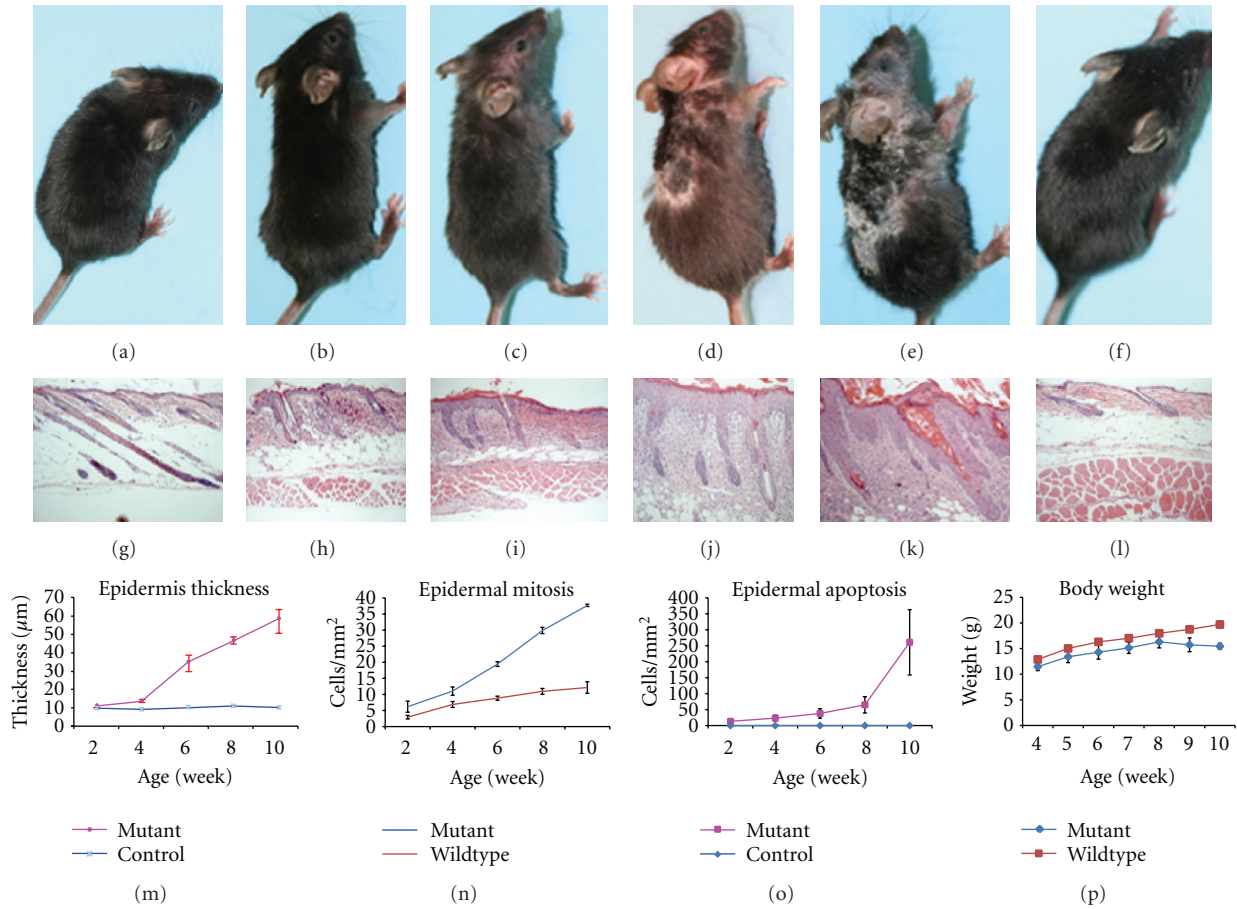 (a) (b) (c) (d) (e) (f)
(g) (h) (i) (j) (k) (l)
Epidermis thickness
Thickness (μm)
70
60
50
40
30
20
10
0
2 4 6 8 10
Age (week)
Mutant
Control
(m)
Epidermal mitosis
Cells/mm²
40
35
30
25
20
15
10
5
0
2 4 6 8 10
Age (week)
Mutant
Wildtype
(n)
Epidermal apoptosis
Cells/mm²
400
350
300
250
200
150
100
50
0
2 4 6 8 10
Age (week)
Mutant
Control
(o)
Body weight
Weight (g)
25
20
15
10
5
0
4 5 6 7 8 9 10
Age (week)
Mutant
Wildtype
(p)